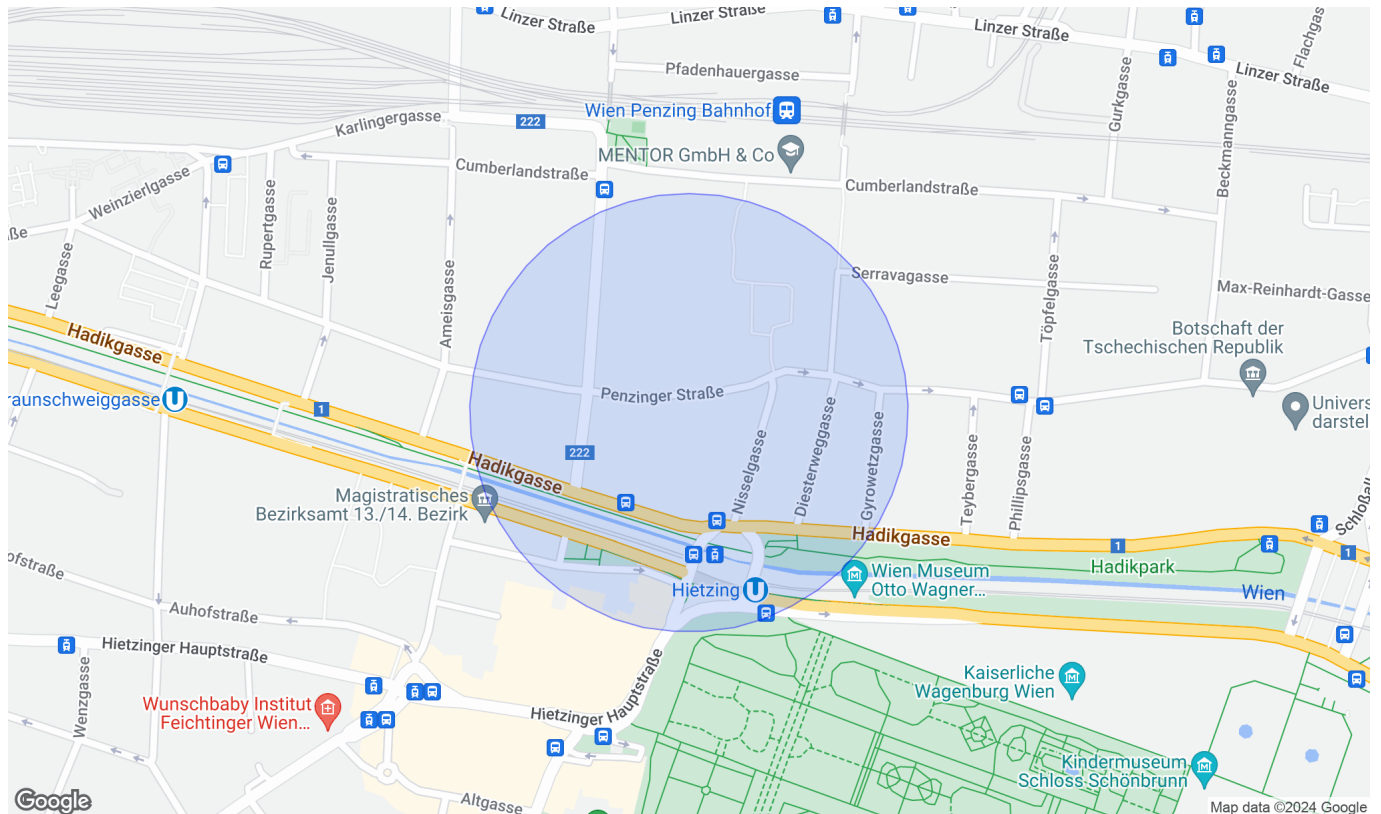 Linzer Straße
Linzer Straße
Linzer Straße
Flachgas
Pfadenhauergasse
Linzer Straße
Gurkgasse
Beckmanngasse
Wien Penzing Bahnhof
Karlingergasse
222
MENTOR GmbH & Co
Cumberlandstraße
Cumberlandstraße
Weinzierlgasse
ße
Leegasse
Rupertgasse
Jenullgasse
Ameisgasse
Serravagasse
Töpfelgasse
Max-Reinhardt-Gasse
Hadikgasse
Botschaft der
Tschechischen Republik
raunschweiggasse
1
Penzinger Straße
Univers
darstel
222
Hadikgasse
Nisselgasse
Diesterweggasse
Gyrowetzgasse
Teybergasse
Phillipsgasse
Magistratisches
Bezirksamt 13./14. Bezirk
Hadikgasse
1
Schloßall
1
Hadikpark
ofstraße
Wien Museum
Otto Wagner...
Hietzing
Wien
Auhofstraße
Hietzinger Hauptstraße
Wenzgasse
Kaiserliche
Wagenburg Wien
Wunschbaby Institut
Feichtinger Wien...
Hietzinger Hauptstraße
Kindermuseum
Schloss Schönbrunn
Altgasse
Google
Map data ©2024 Google